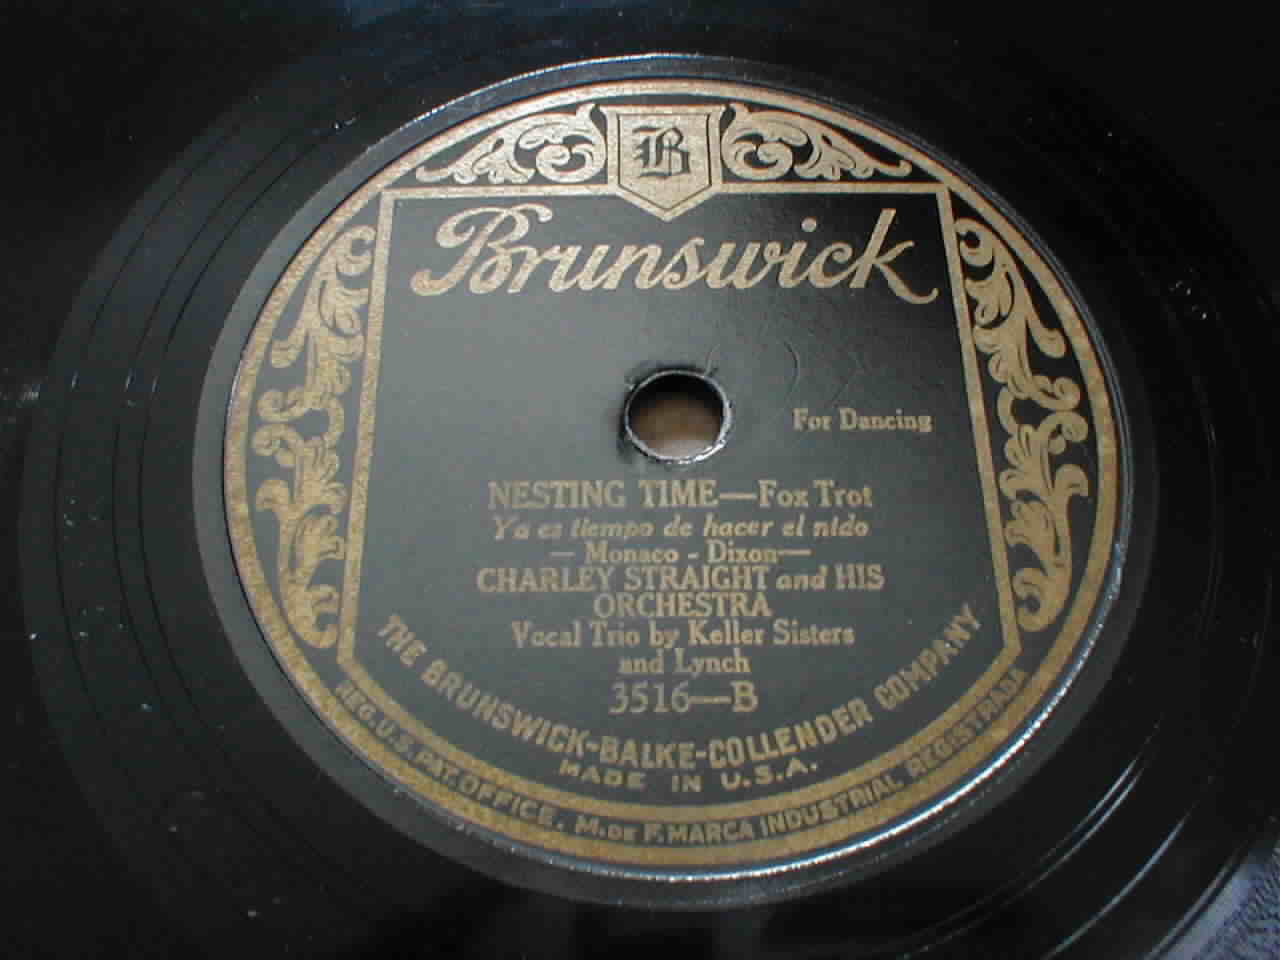 B
Brunswick
For Dancing
NESTING TIME—Fox Trot
Ya es tiempo de hacer el nido
— Monaco - Dixon—
CHARLEY STRAIGHT and HIS
ORCHESTRA
Vocal Trio by Keller Sisters
and Lynch
3516—B
THE BRUNSWICK-BALKE-COLLENDER COMPANY
MADE IN U.S.A.
REG. U.S. PAT. OFFICE. M. DE F. MARCA INDUSTRIAL REGISTRADA